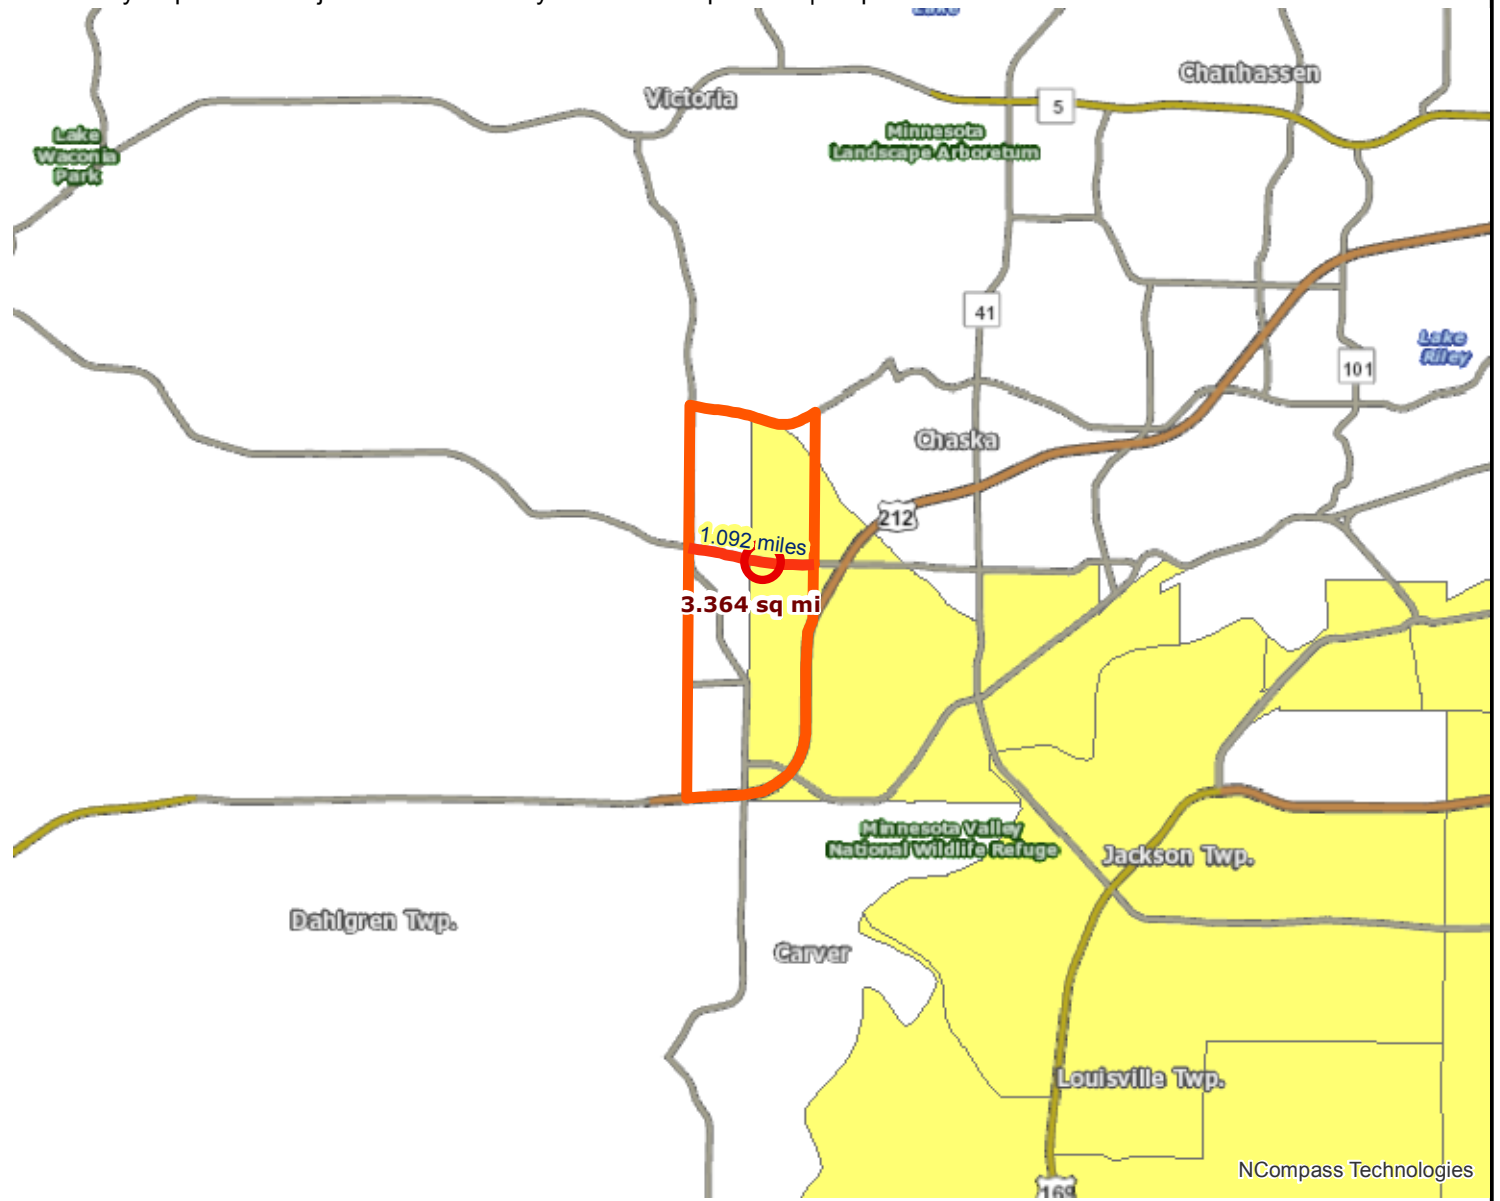 Chanhassen
Victoria
5
Lake
Waconia
Park
Minnesota
Landscape Arboretum
41
Lake
Riley
101
Chaska
212
1.092 miles
3.364 sq mi
Minnesota Valley
National Wildlife Refuge
Jackson Twp.
Dahlgren Twp.
Carver
Louisville Twp.
NCompass Technologies
169